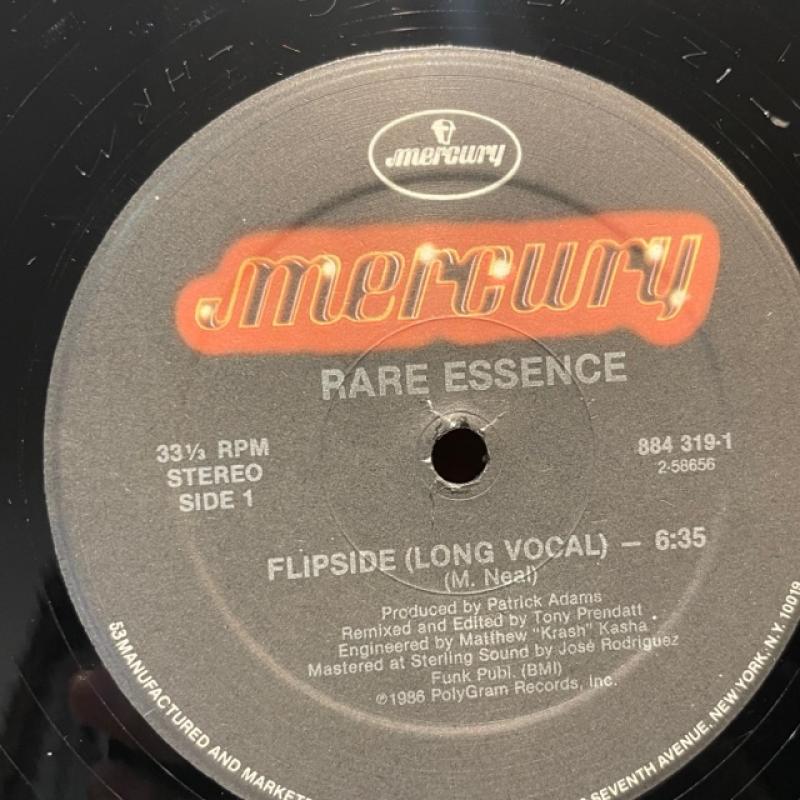 mercury
mercury
RARE ESSENCE
33⅓ RPM
STEREO
SIDE 1
884 319-1
2-58656
FLIPSIDE (LONG VOCAL) — 6:35
(M. Neal)
Produced by Patrick Adams
Remixed and Edited by Tony Prendatt
Engineered by Matthew "Krash" Kasha
Mastered at Sterling Sound by José Rodriguez
Funk Publ. (BMI)
℗1986 PolyGram Records, Inc.
53 MANUFACTURED AND
SEVENTH AVENUE, NEW YORK, N.Y. 10019